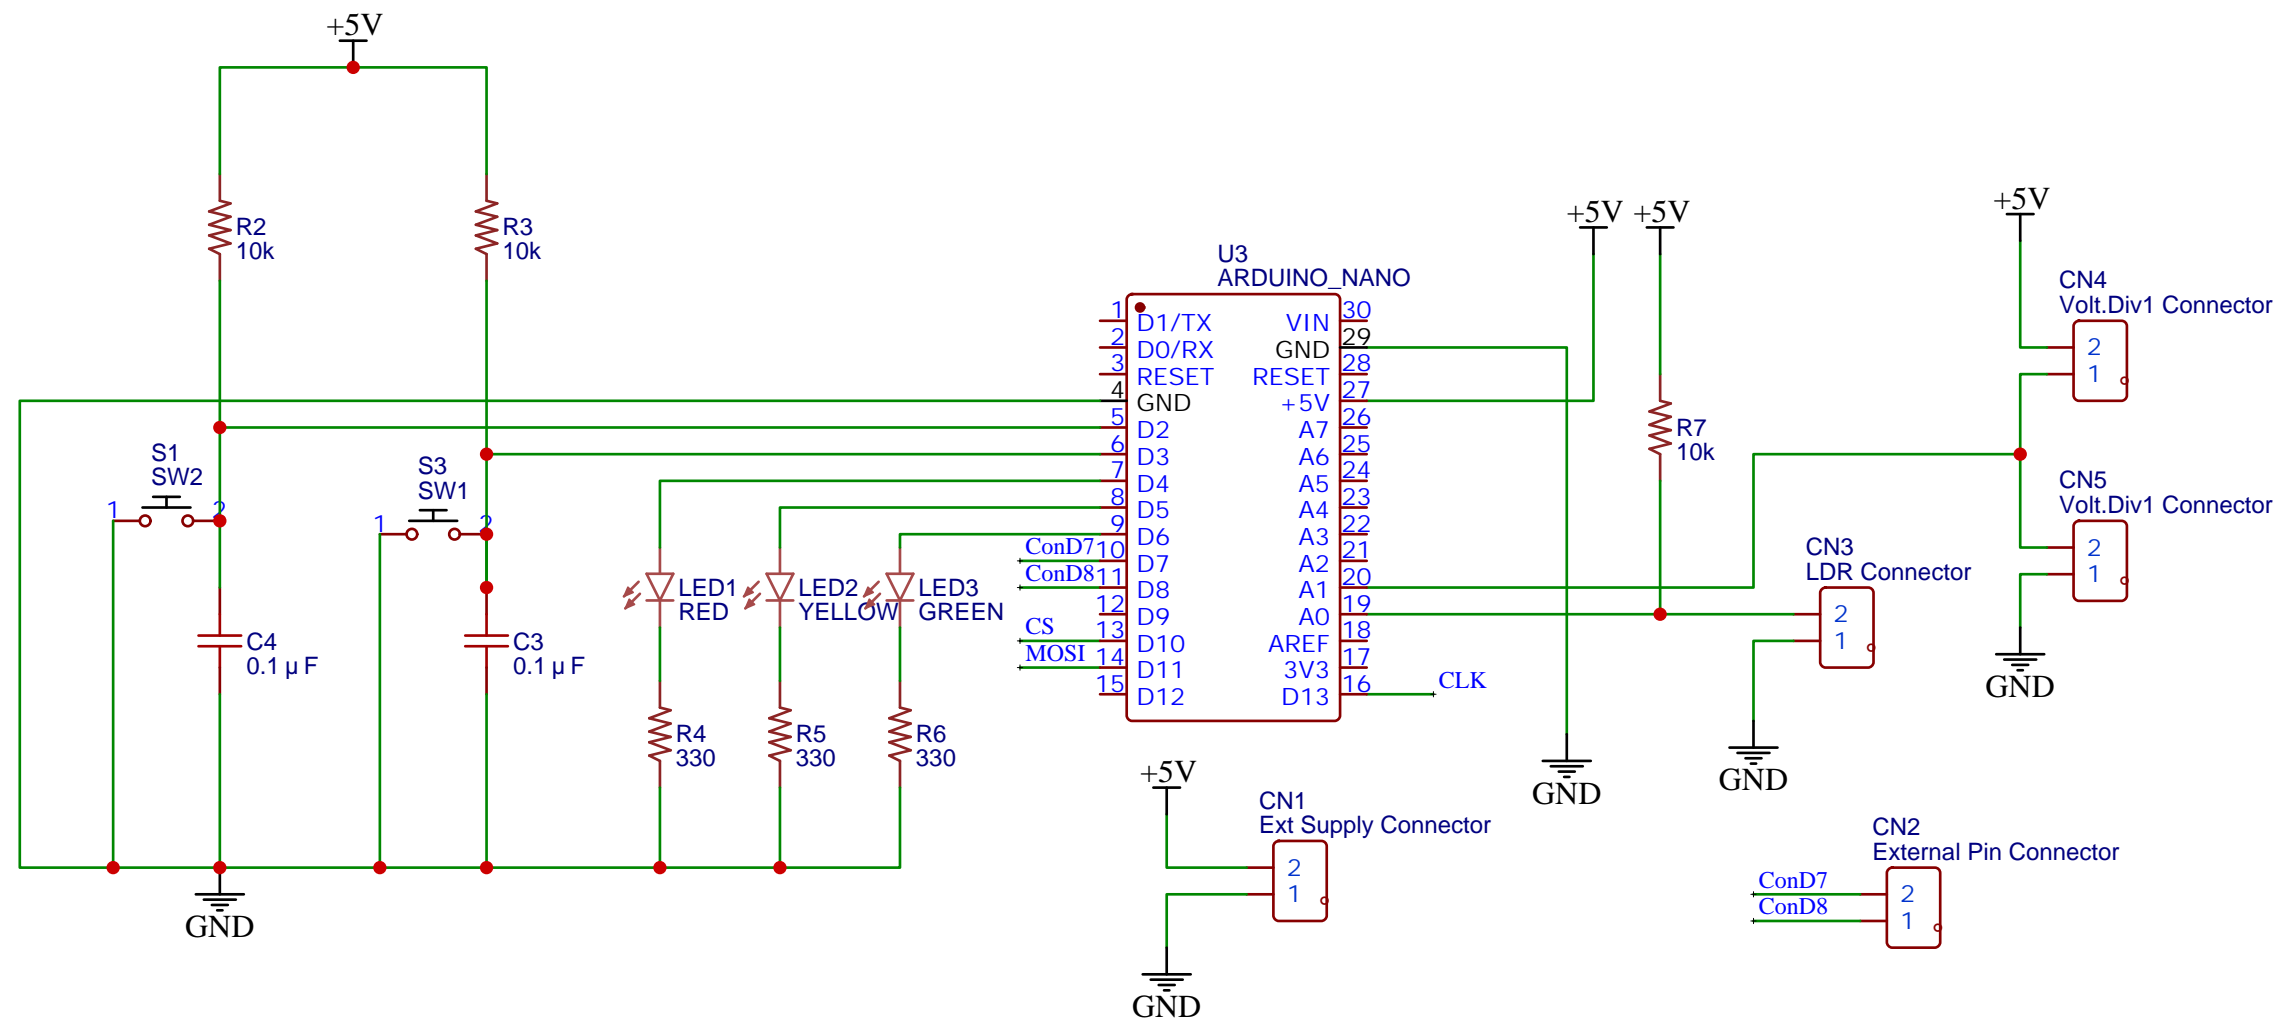 +5V
R2
10k
R3
10k
S1
SW2
1
2
S3
SW1
1
2
C4
0.1 µ F
C3
0.1 µ F
GND
LED1
RED
LED2
YELLOW
LED3
GREEN
R4
330
R5
330
R6
330
U3
ARDUINO_NANO
1 D1/TX
2 D0/RX
3 RESET
4 GND
5 D2
6 D3
7 D4
8 D5
9 D6
ConD7 10 D7
ConD8 11 D8
12 D9
CS 13 D10
MOSI 14 D11
15 D12
VIN 30
GND 29
RESET 28
+5V 27
A7 26
A6 25
A5 24
A4 23
A3 22
A2 21
A1 20
A0 19
AREF 18
3V3 17
D13 16 CLK
+5V
+5V
R7
10k
GND
+5V
CN4
Volt.Div1 Connector
2
1
CN5
Volt.Div1 Connector
2
1
GND
CN3
LDR Connector
2
1
GND
+5V
CN1
Ext Supply Connector
2
1
GND
CN2
External Pin Connector
ConD7 2
ConD8 1